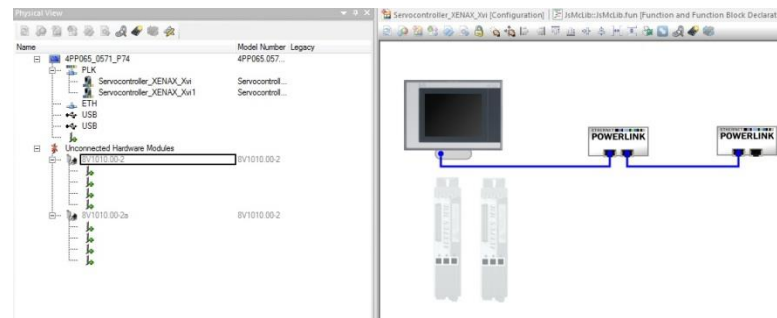 Physical View
Name Model Number Legacy
4PP065_0571_P74 4PP065.057...
PLK
Servocontroller_XENAX_Xvi Servocontroll...
Servocontroller_XENAX_Xvi1 Servocontroll...
ETH
USB
USB
Unconnected Hardware Modules
8V1010.00-2 8V1010.00-2
8V1010.00-2a 8V1010.00-2
Servocontroller_XENAX_Xvi [Configuration] JsMcLib::JsMcLib.fun [Function and Function Block Declarat
POWERLINK
POWERLINK